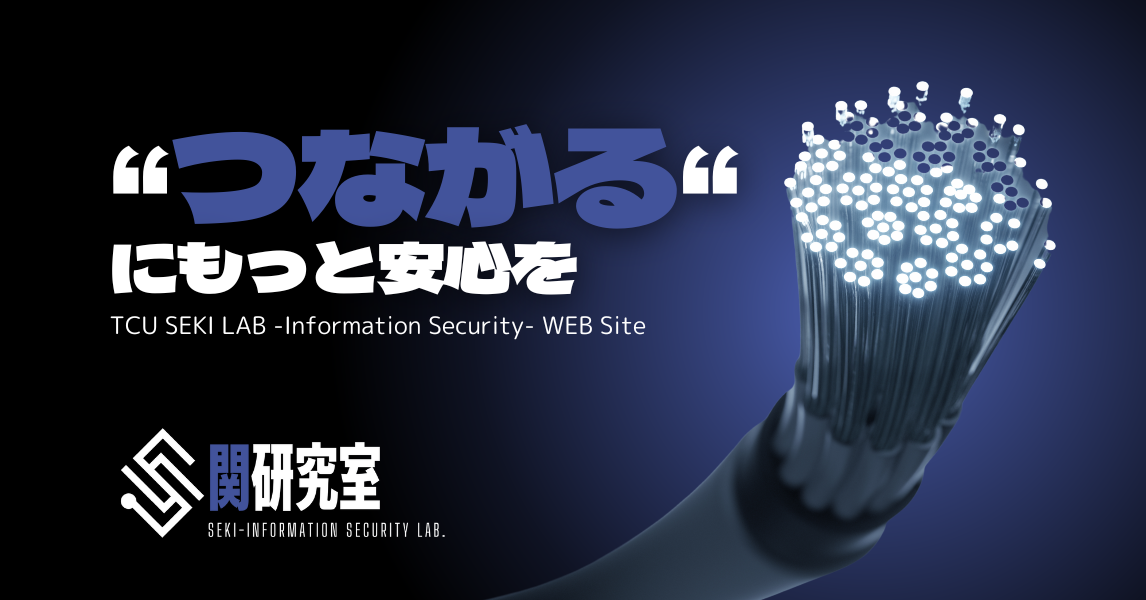 “つながる“
にもっと安心を
TCU SEKI LAB -Information Security- WEB Site
関研究室
SEKI-INFORMATION SECURITY LAB.